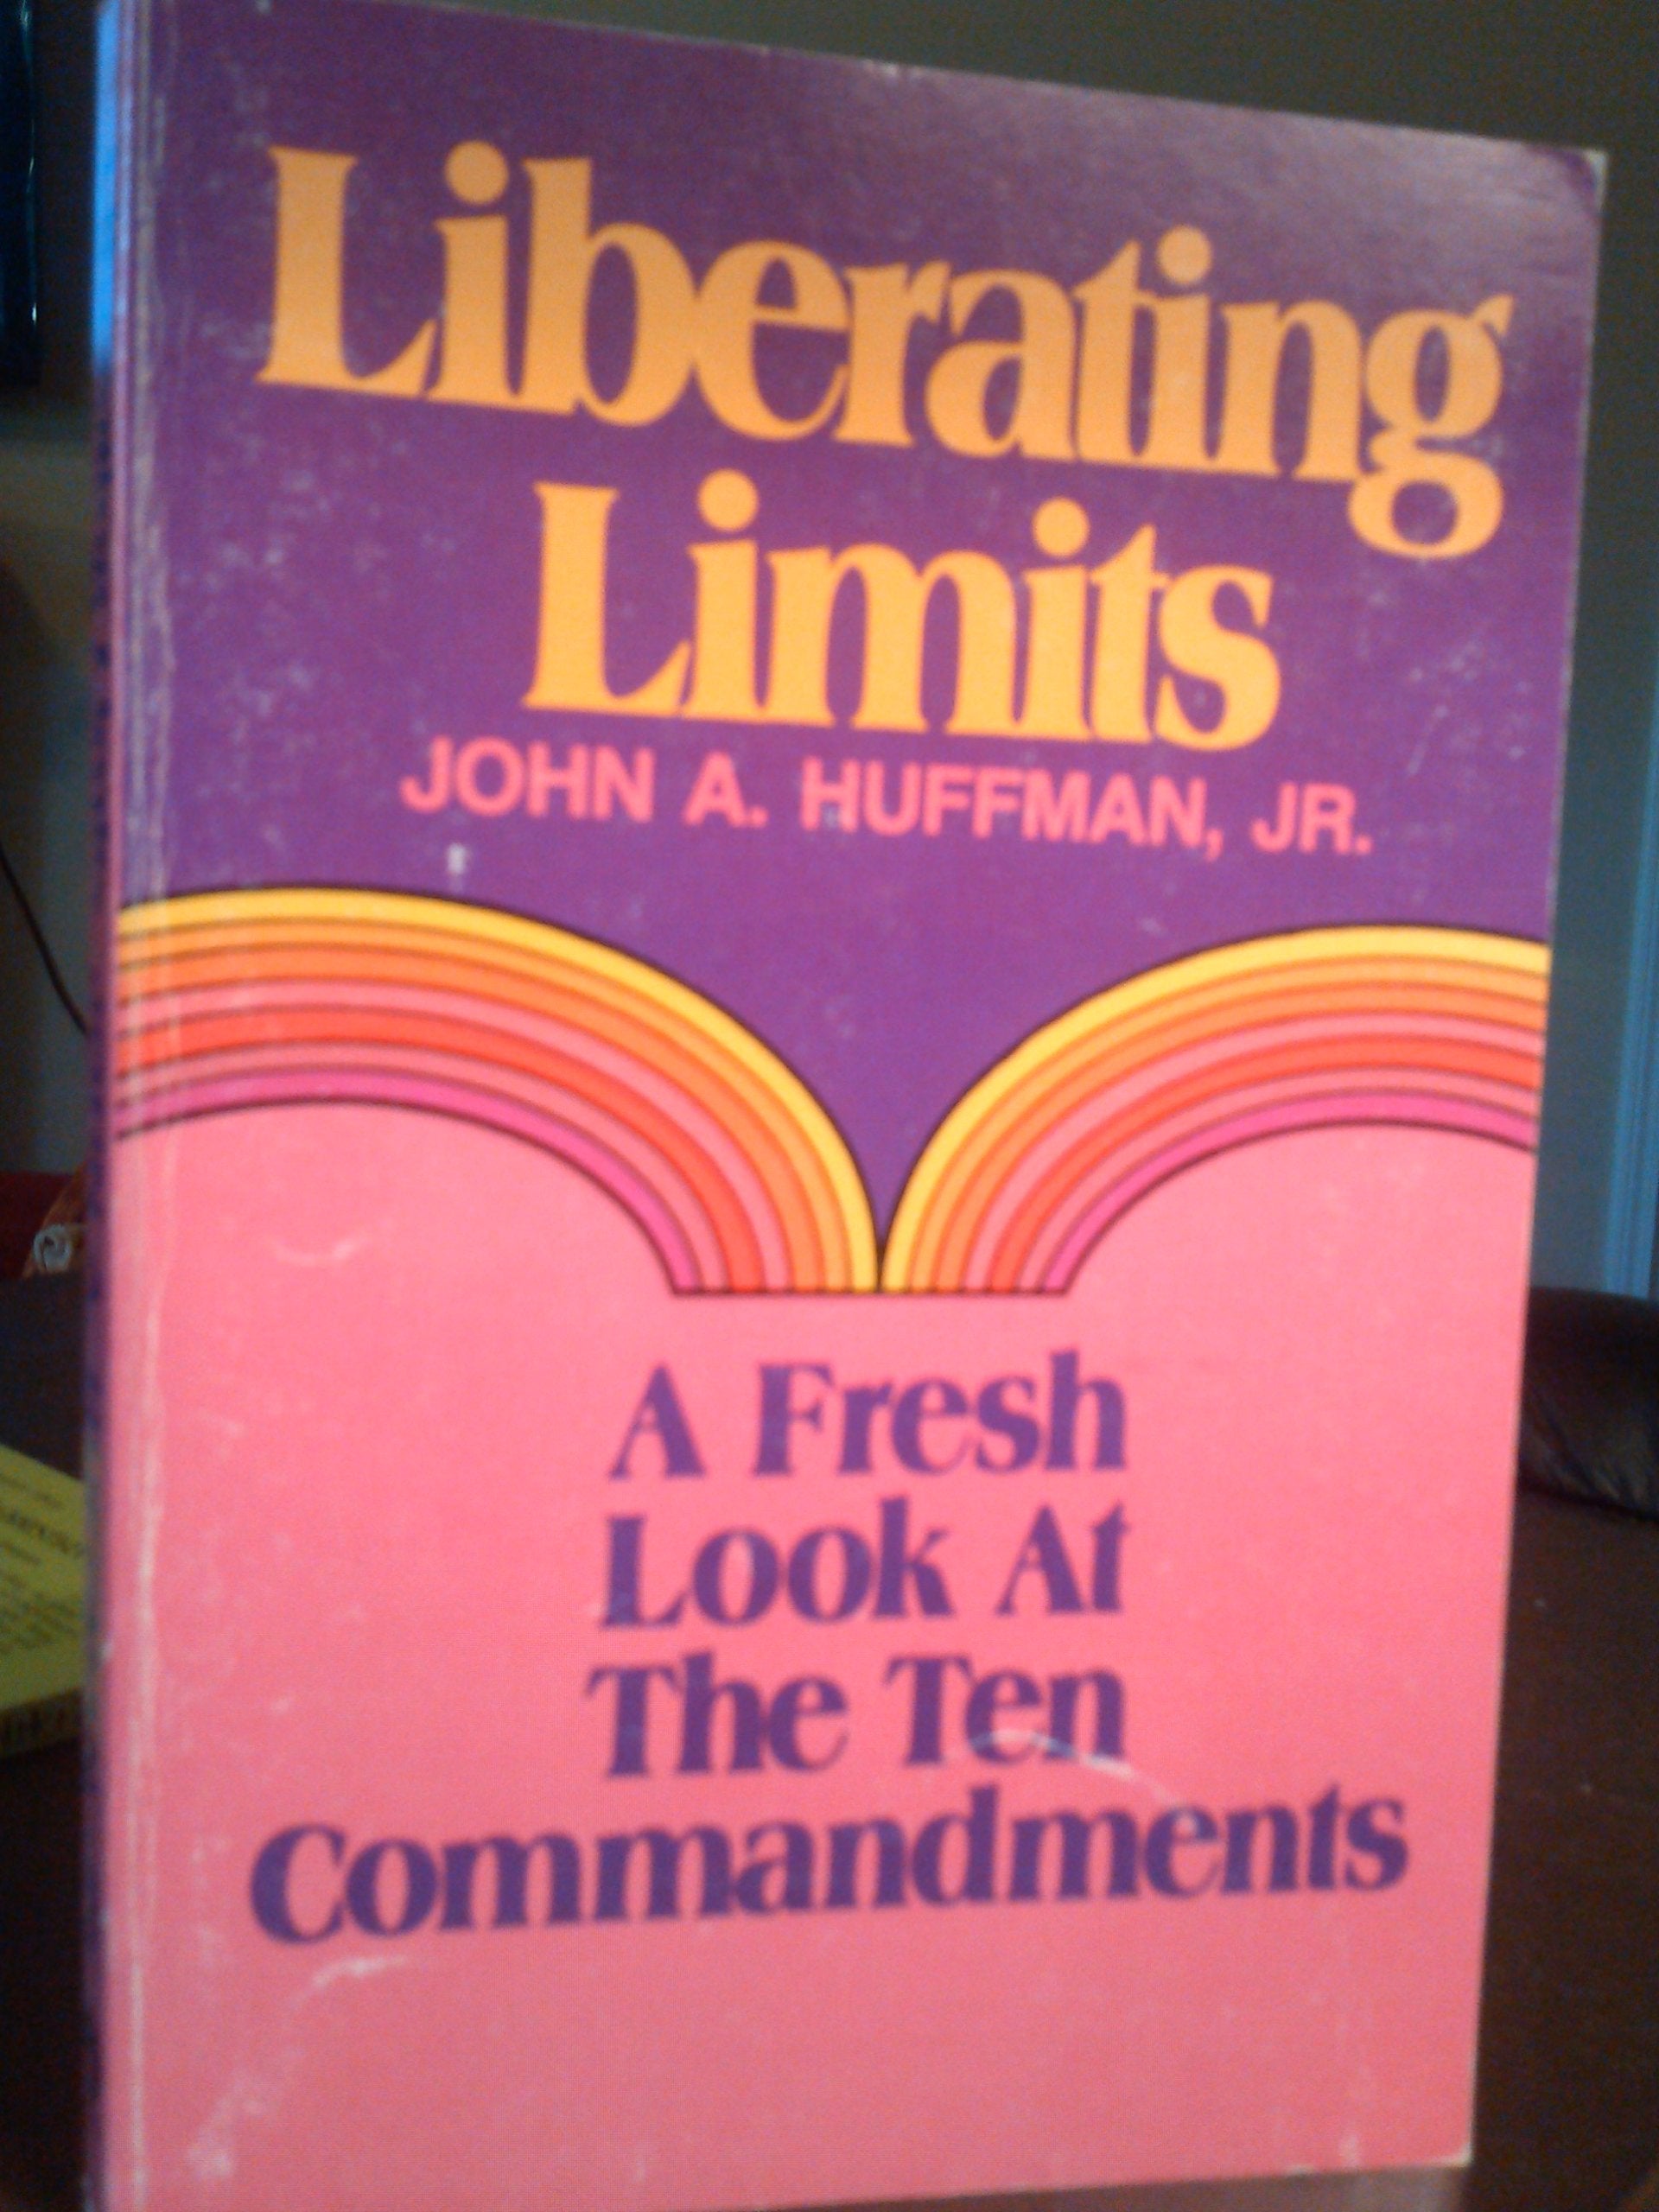 Liberating
Limits
JOHN A. HUFFMAN, JR.
A Fresh
Look At
The Ten
Commandments